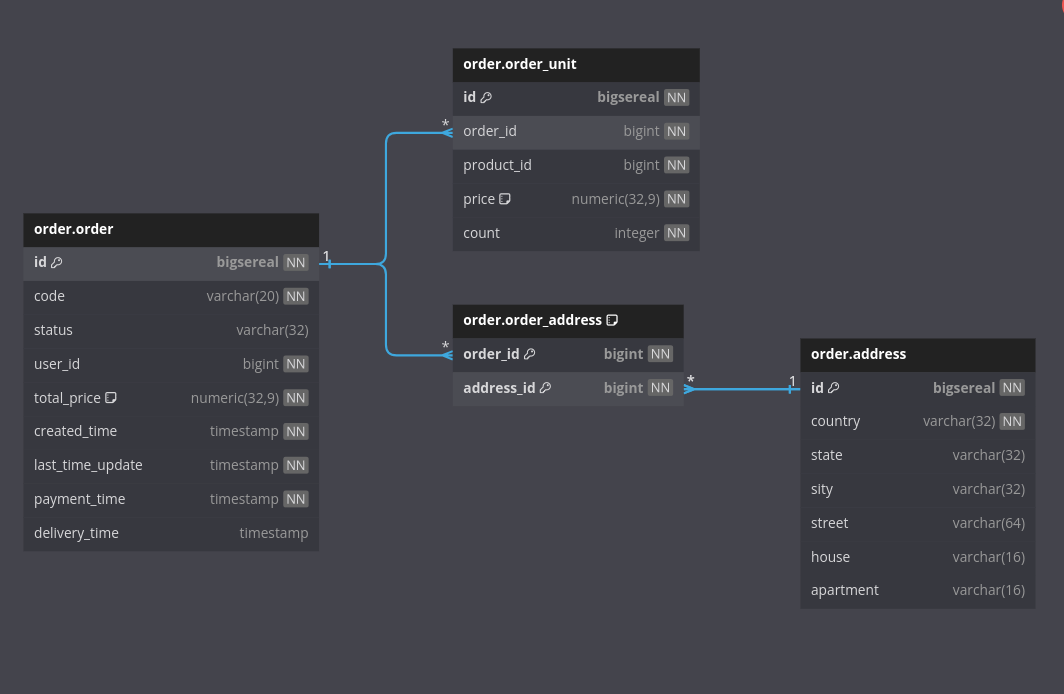 order.order_unit
id bigsereal NN
* order_id bigint NN
product_id bigint NN
price numeric(32,9) NN
count integer NN
order.order
id bigsereal NN 1
code varchar(20) NN
status varchar(32)
user_id bigint NN
total_price numeric(32,9) NN
created_time timestamp NN
last_time_update timestamp NN
payment_time timestamp NN
delivery_time timestamp
order.order_address
* order_id bigint NN
address_id bigint NN *
order.address
1 id bigsereal NN
country varchar(32) NN
state varchar(32)
sity varchar(32)
street varchar(64)
house varchar(16)
apartment varchar(16)